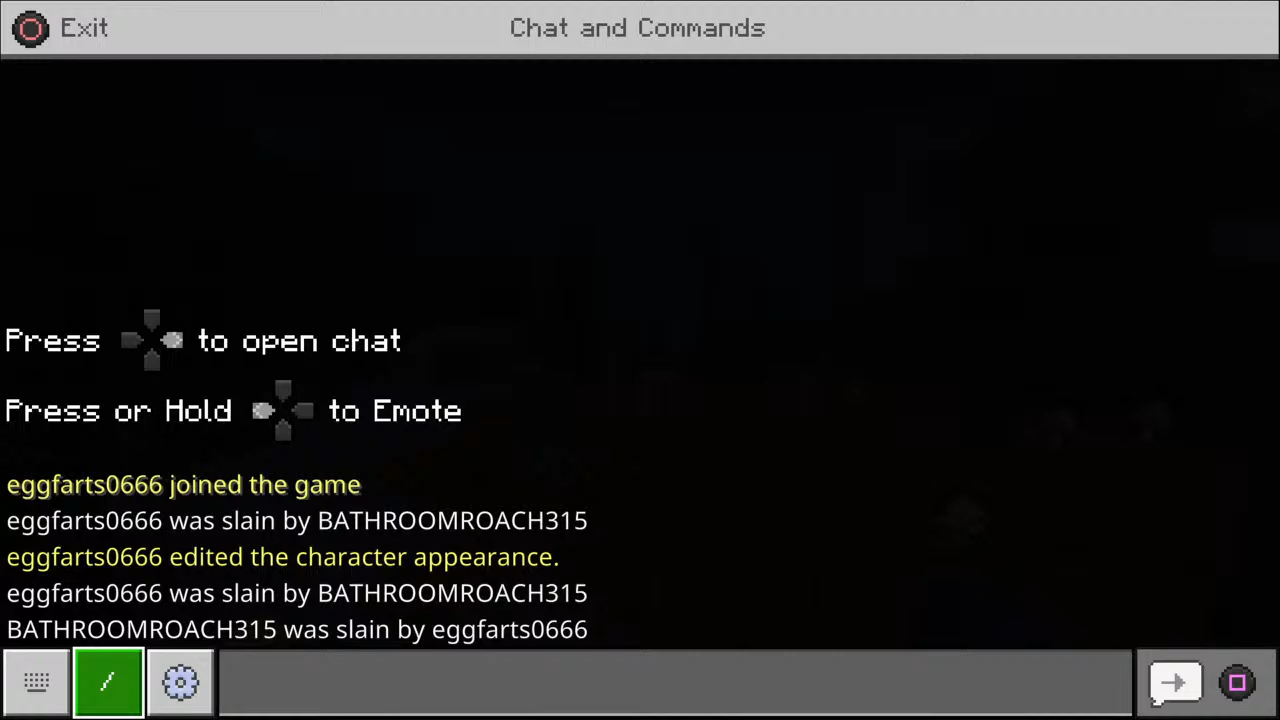 Exit
Chat and Commands
Press to open chat
Press or Hold to Emote
eggfarts0666 joined the game
eggfarts0666 was slain by BATHROOMROACH315
eggfarts0666 edited the character appearance.
eggfarts0666 was slain by BATHROOMROACH315
BATHROOMROACH315 was slain by eggfarts0666
/